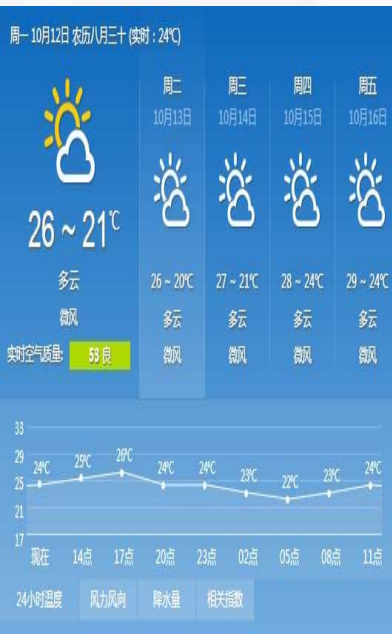 周一 10月12日 农历八月三十 (实时：24℃)
26 ~ 21℃
多云
微风
实时空气质量: 53 良
周二
10月13日
26 ~ 20℃
多云
微风
周三
10月14日
27 ~ 21℃
多云
微风
周四
10月15日
28 ~ 24℃
多云
微风
周五
10月16日
29 ~ 24℃
多云
微风
33
29
25
21
17
24℃ 25℃ 26℃ 24℃ 24℃ 23℃ 22℃ 23℃ 24℃
现在 14点 17点 20点 23点 02点 05点 08点 11点
24小时温度 风力风向 降水量 相关指数